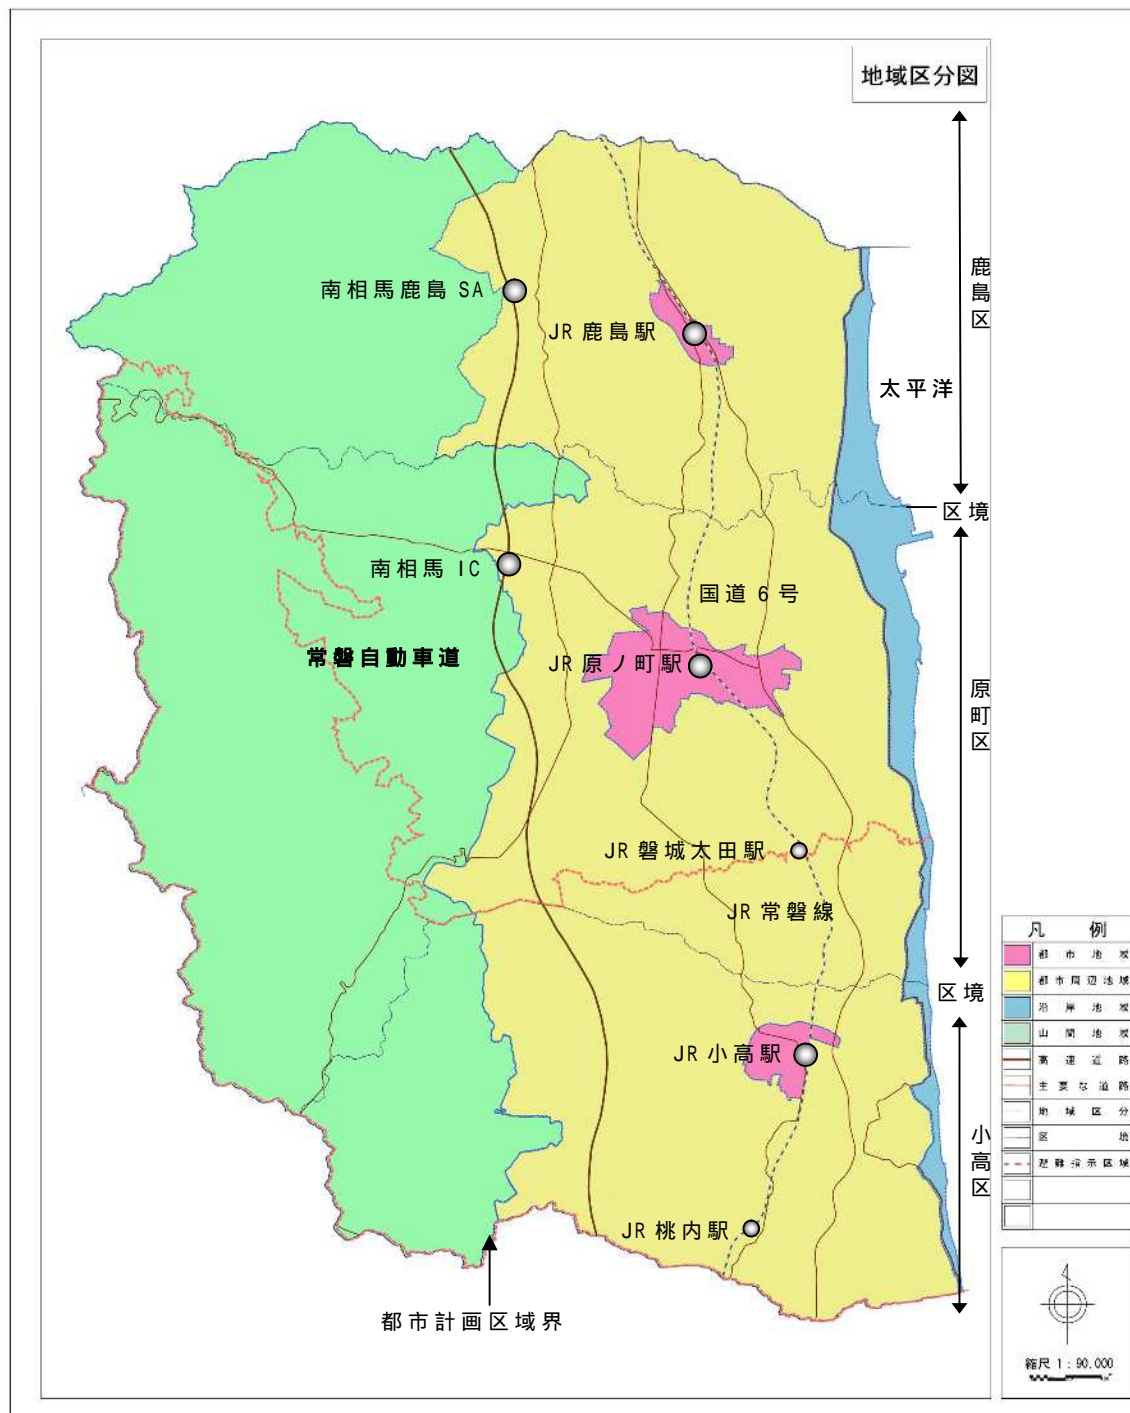 地域区分図
鹿島区
南相馬鹿島 SA
JR 鹿島駅
太平洋
区境
南相馬 IC
国道 6 号
常磐自動車道
JR 原ノ町駅
原町区
JR 磐城太田駅
JR 常磐線
区境
JR 小高駅
小高区
JR 桃内駅
都市計画区域界
凡 例
都市地域
都市周辺地域
沿岸地域
山間地域
高速道路
主要な道路
地域区分
区境
避難指示区域
縮尺 1 : 90,000